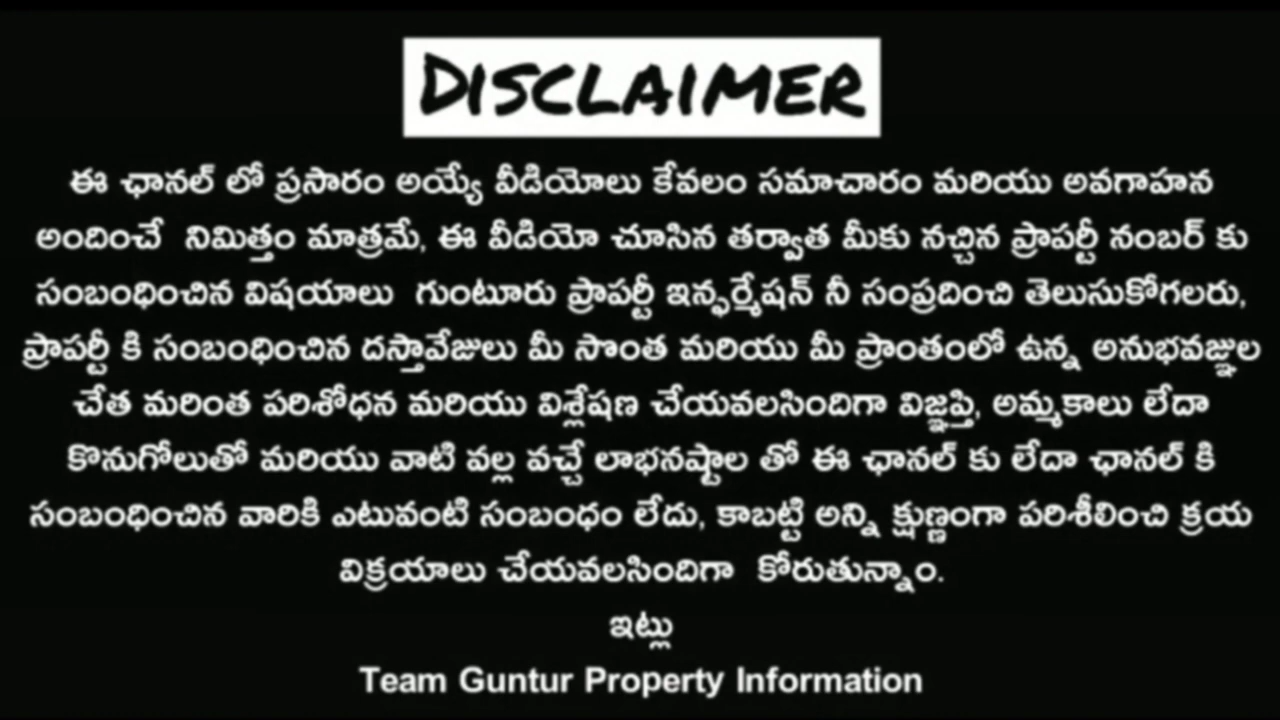 DISCLAIMER
ఈ ఛానల్ లో ప్రసారం అయ్యే వీడియోలు కేవలం సమాచారం మరియు అవగాహన
అందించే నిమిత్తం మాత్రమే, ఈ వీడియో చూసిన తర్వాత మీకు నచ్చిన ప్రాపర్టీ నంబర్ కు
సంబంధించిన విషయాలు గుంటూరు ప్రాపర్టీ ఇన్ఫర్మేషన్ నీ సంప్రదించి తెలుసుకోగలరు,
ప్రాపర్టీ కి సంబంధించిన దస్తావేజులు మీ సొంత మరియు మీ ప్రాంతంలో ఉన్న అనుభవజ్ఞుల
చేత మరింత పరిశోధన మరియు విశ్లేషణ చేయవలసిందిగా విజ్ఞప్తి, అమ్మకాలు లేదా
కొనుగోలుతో మరియు వాటి వల్ల వచ్చే లాభనష్టాల తో ఈ ఛానల్ కు లేదా ఛానల్ కి
సంబంధించిన వారికి ఎటువంటి సంబంధం లేదు, కాబట్టి అన్ని క్షుణ్ణంగా పరిశీలించి క్రయ
విక్రయాలు చేయవలసిందిగా కోరుతున్నాం.
ఇట్లు
Team Guntur Property Information